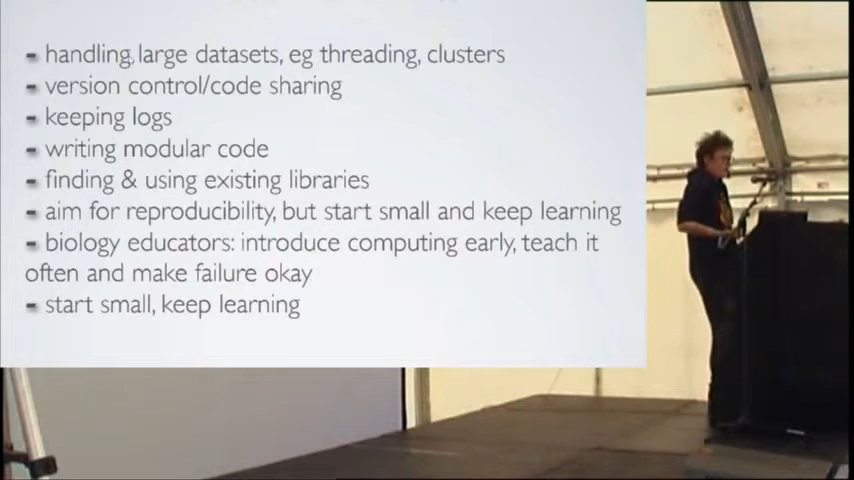 - handling, large datasets, eg threading, clusters
- version control/code sharing
- keeping logs
- writing modular code
- finding & using existing libraries
- aim for reproducibility, but start small and keep learning
- biology educators: introduce computing early, teach it
often and make failure okay
- start small, keep learning